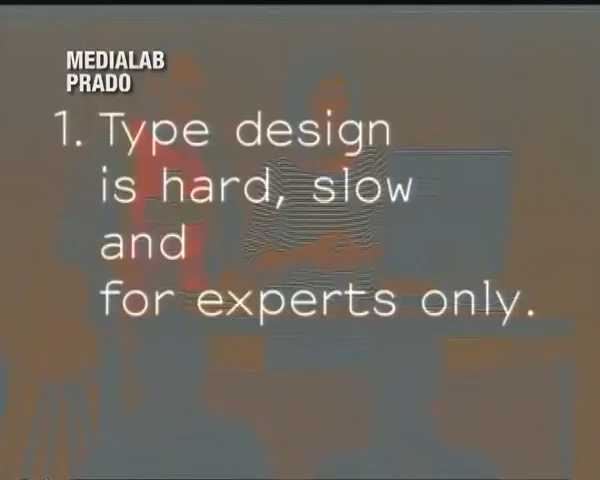 MEDIALAB
PRADO
1. Type design
is hard, slow
and
for experts only.